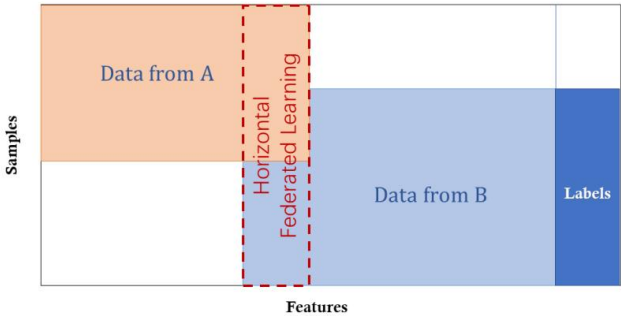 Data from A
Horizontal
Federated Learning
Samples
Data from B
Labels
Features